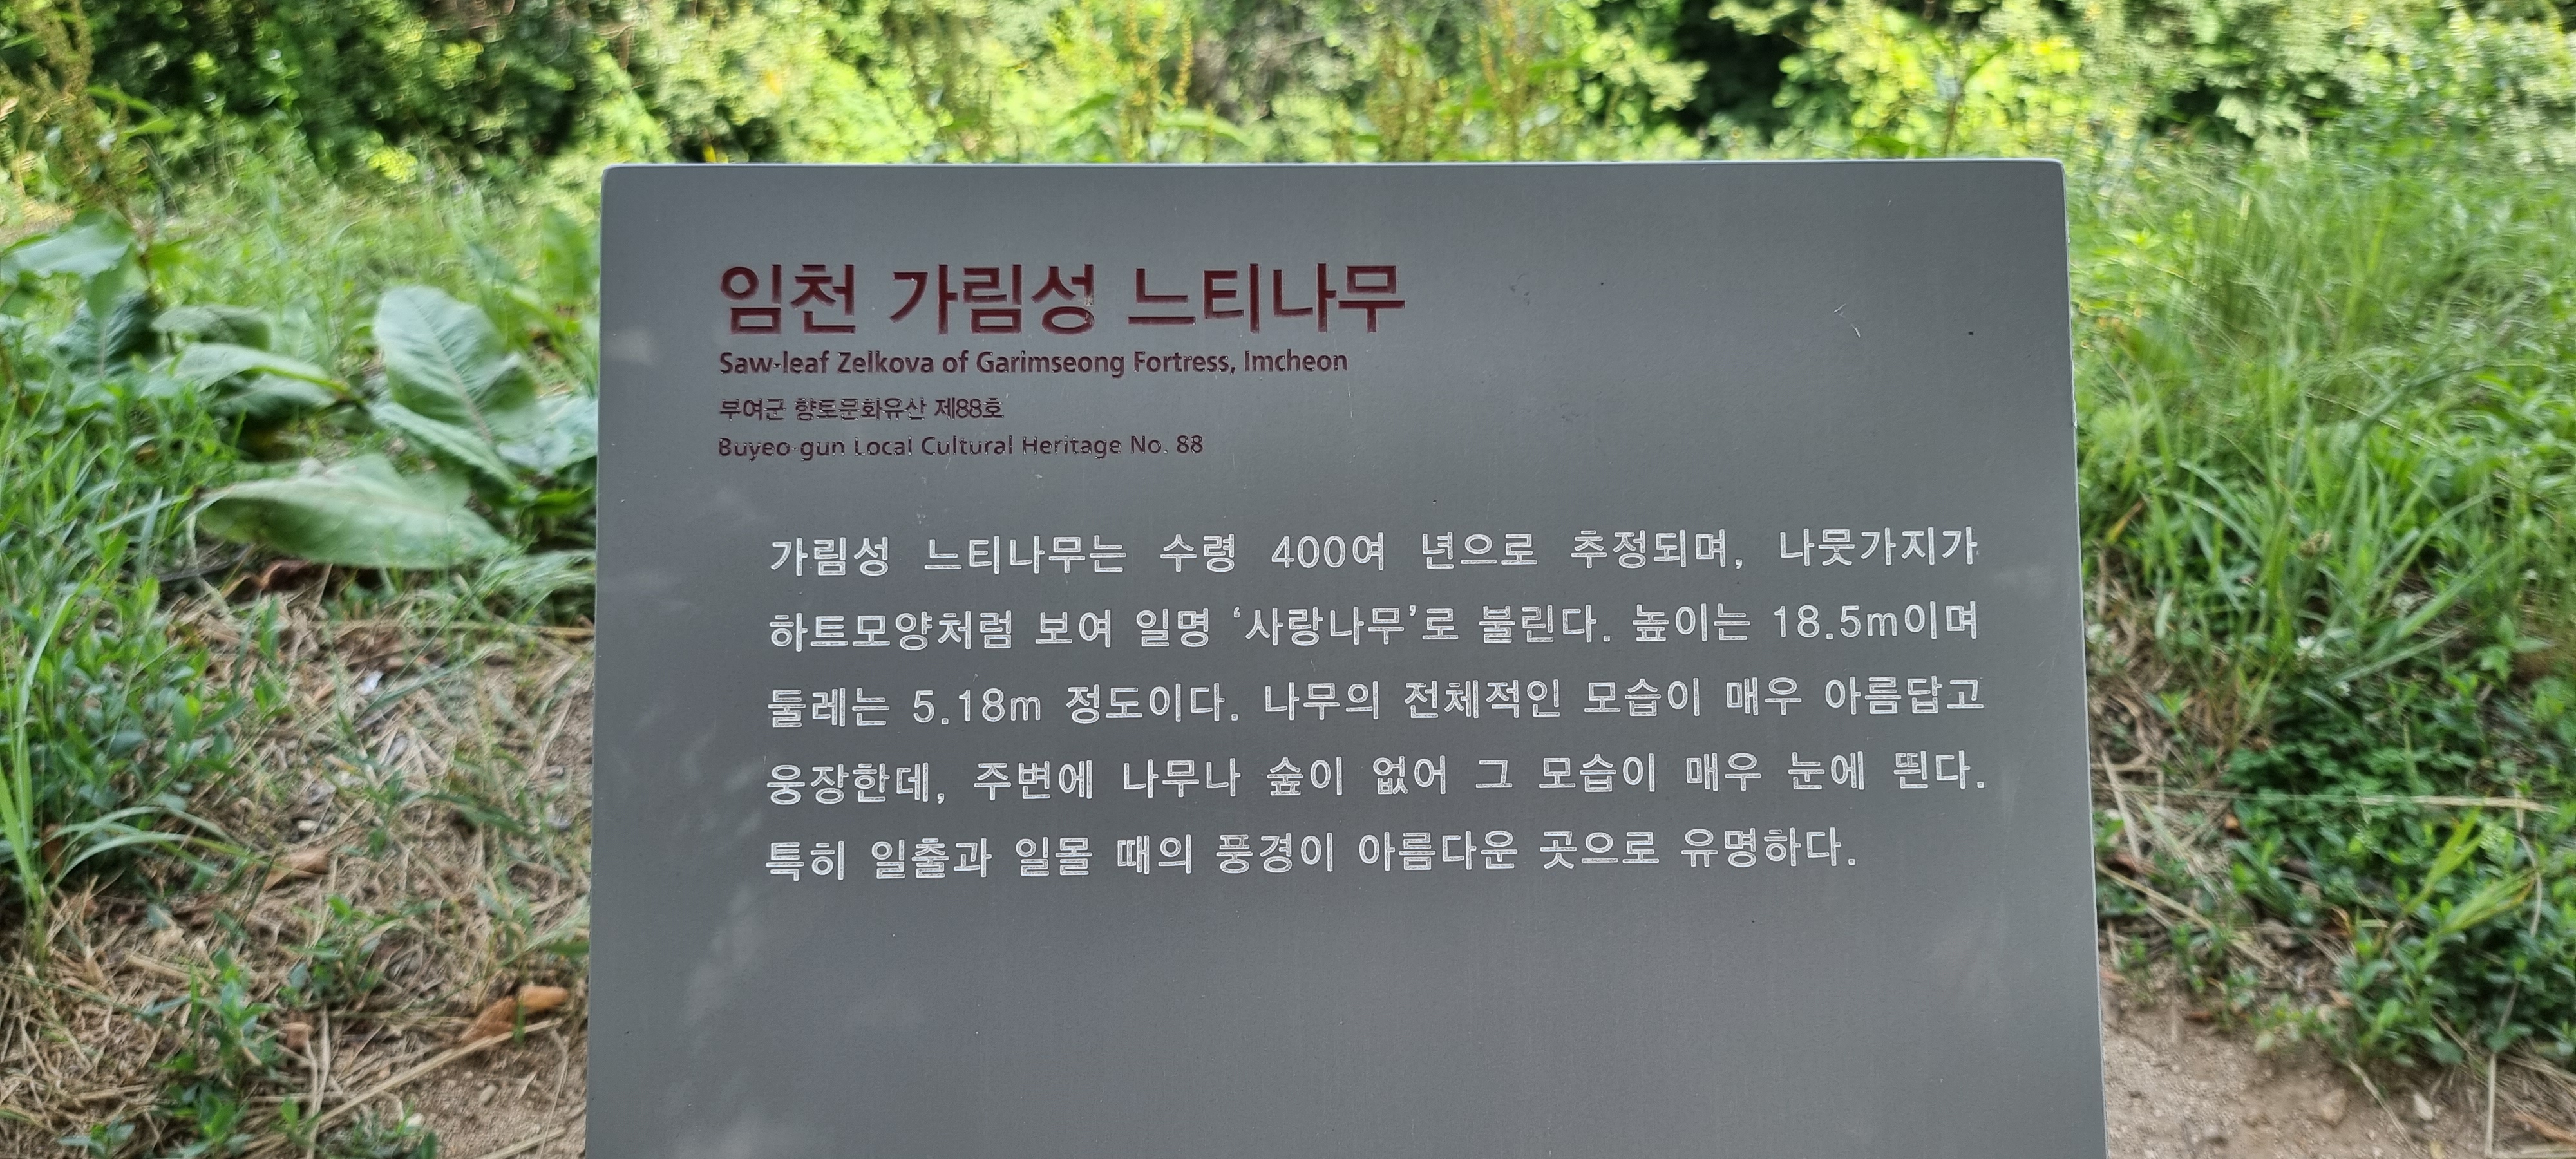 임천 가림성 느티나무
Saw-leaf Zelkova of Garimseong Fortress, Imcheon
부여군 향토문화유산 제88호
Buyeo-gun Local Cultural Heritage No. 88
가림성 느티나무는 수령 400여 년으로 추정되며, 나뭇가지가
하트모양처럼 보여 일명 ‘사랑나무’로 불린다. 높이는 18.5m이며
둘레는 5.18m 정도이다. 나무의 전체적인 모습이 매우 아름답고
웅장한데, 주변에 나무나 숲이 없어 그 모습이 매우 눈에 띈다.
특히 일출과 일몰 때의 풍경이 아름다운 곳으로 유명하다.